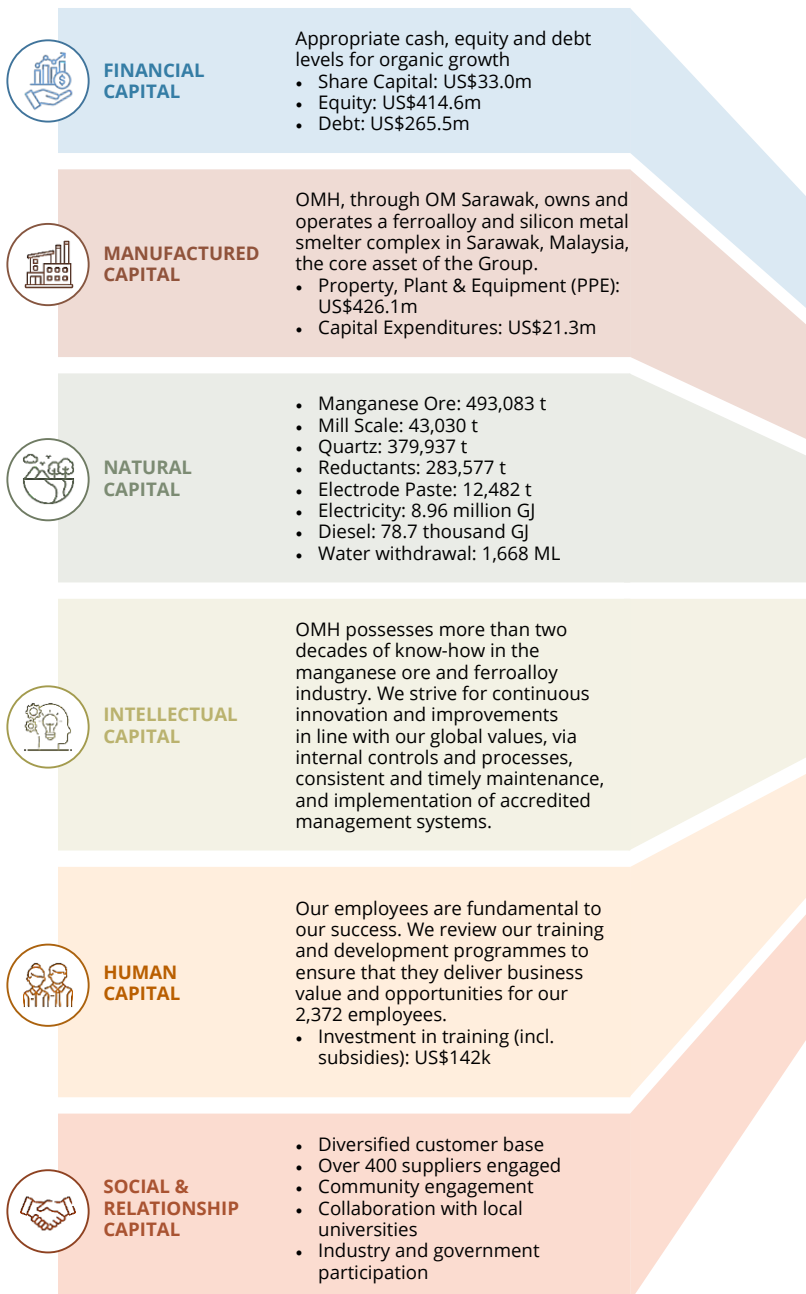 FINANCIAL
CAPITAL
Appropriate cash, equity and debt
levels for organic growth
• Share Capital: US$33.0m
• Equity: US$414.6m
• Debt: US$265.5m
MANUFACTURED
CAPITAL
OMH, through OM Sarawak, owns and
operates a ferroalloy and silicon metal
smelter complex in Sarawak, Malaysia,
the core asset of the Group.
• Property, Plant & Equipment (PPE):
US$426.1m
• Capital Expenditures: US$21.3m
NATURAL
CAPITAL
• Manganese Ore: 493,083 t
• Mill Scale: 43,030 t
• Quartz: 379,937 t
• Reductants: 283,577 t
• Electrode Paste: 12,482 t
• Electricity: 8.96 million GJ
• Diesel: 78.7 thousand GJ
• Water withdrawal: 1,668 ML
INTELLECTUAL
CAPITAL
OMH possesses more than two
decades of know-how in the
manganese ore and ferroalloy
industry. We strive for continuous
innovation and improvements
in line with our global values, via
internal controls and processes,
consistent and timely maintenance,
and implementation of accredited
management systems.
HUMAN
CAPITAL
Our employees are fundamental to
our success. We review our training
and development programmes to
ensure that they deliver business
value and opportunities for our
2,372 employees.
• Investment in training (incl.
subsidies): US$142k
SOCIAL &
RELATIONSHIP
CAPITAL
• Diversified customer base
• Over 400 suppliers engaged
• Community engagement
• Collaboration with local
universities
• Industry and government
participation